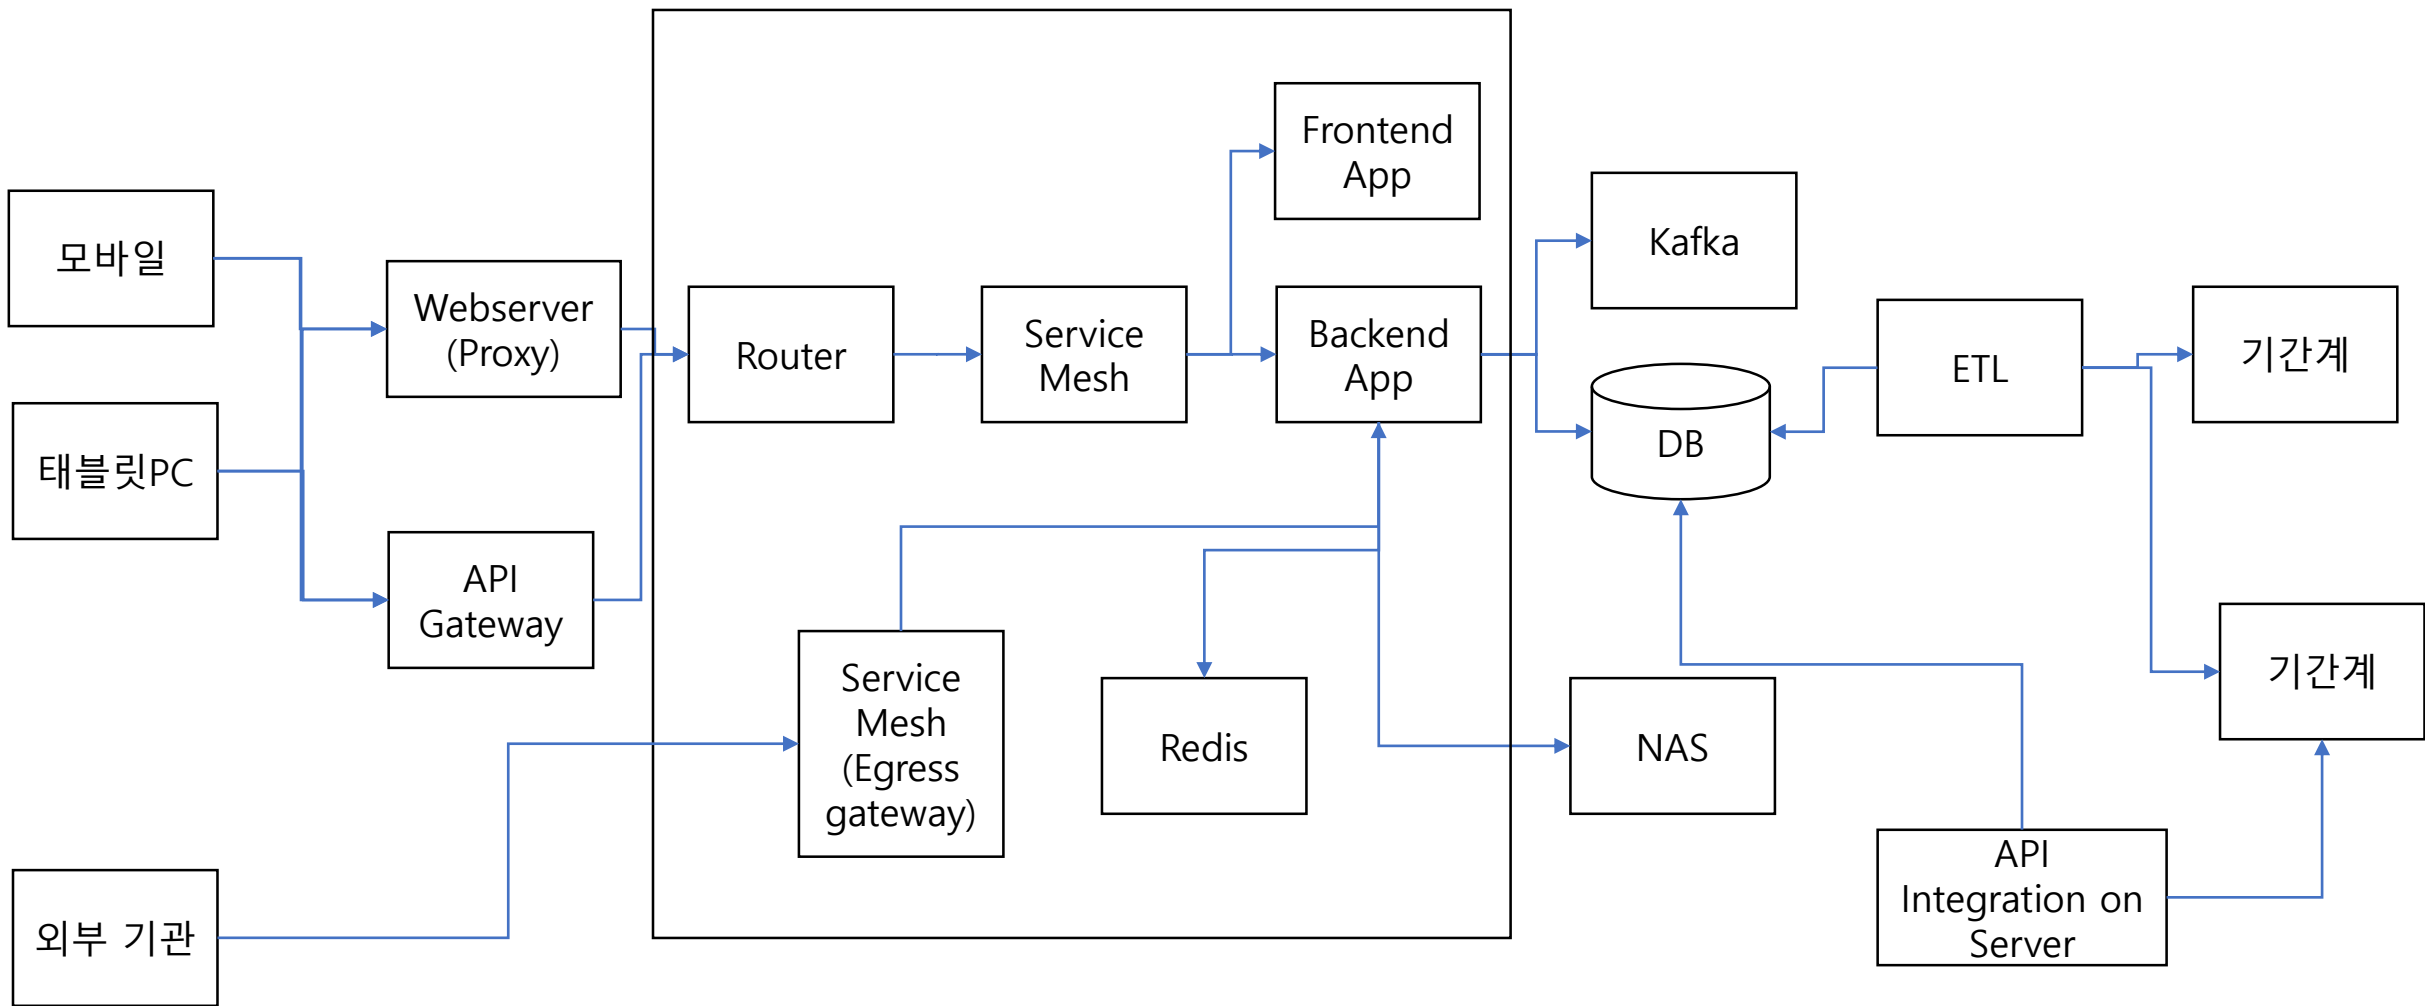 모바일
태블릿PC
외부 기관
Webserver
(Proxy)
API
Gateway
Router
Service
Mesh
Frontend
App
Backend
App
Service
Mesh
(Egress
gateway)
Redis
Kafka
DB
NAS
ETL
기간계
기간계
API
Integration on
Server